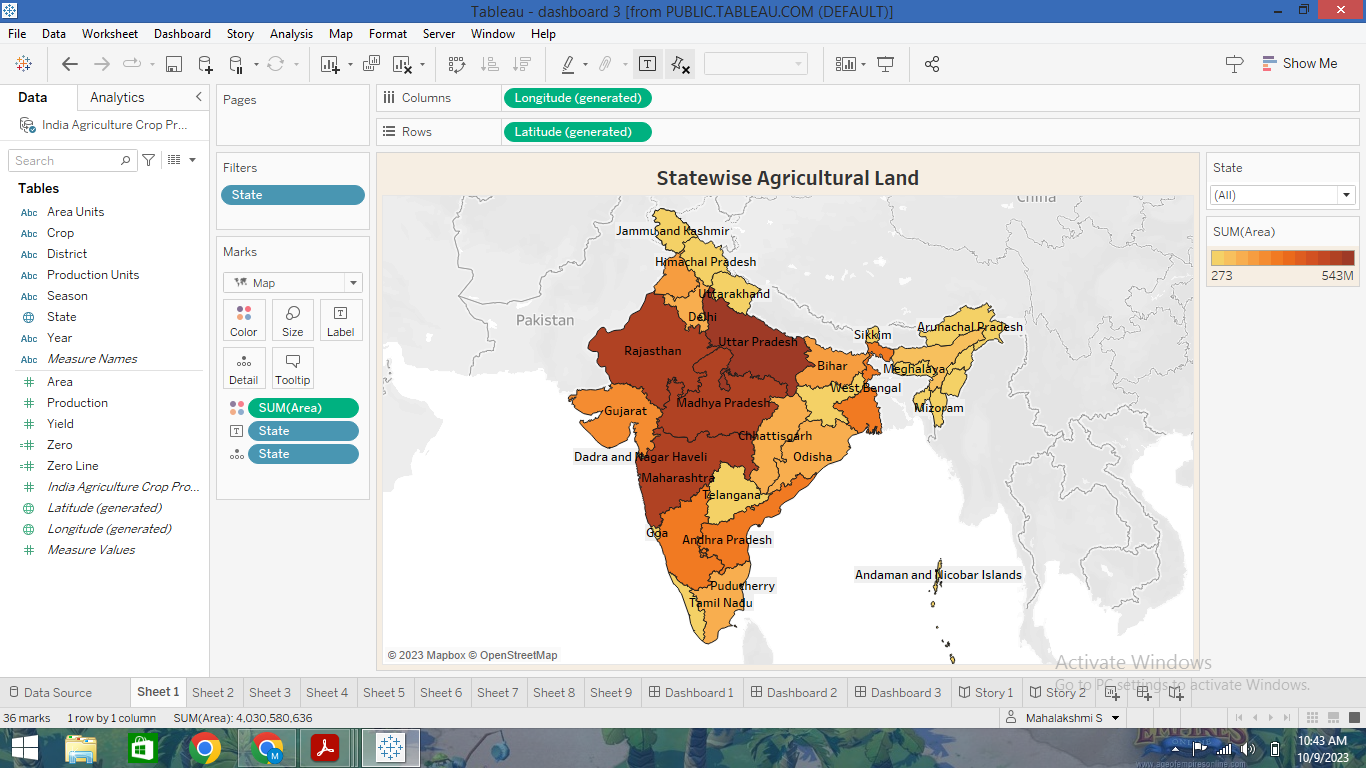 Tableau - dashboard 3 [from PUBLIC.TABLEAU.COM (DEFAULT)]
File Data Worksheet Dashboard Story Analysis Map Format Server Window Help
Show Me
Data Analytics
India Agriculture Crop Pr...
Search
Tables
Abc Area Units
Abc Crop
Abc District
Abc Production Units
Abc Season
State
Abc Year
Abc Measure Names
Area
Production
Yield
Zero
Zero Line
India Agriculture Crop Pro...
Latitude (generated)
Longitude (generated)
Measure Values
Pages
Filters
State
Marks
Map
Color Size Label
Detail Tooltip
SUM(Area)
State
State
Columns Longitude (generated)
Rows Latitude (generated)
Statewise Agricultural Land
China
Jammu and Kashmir
Himachal Pradesh
Uttarakhand
Pakistan
Delhi
Sikkim
Arunachal Pradesh
Uttar Pradesh
Rajasthan
Bihar
Meghalaya
West Bengal
Madhya Pradesh
Mizoram
Gujarat
Chhattisgarh
Dadra and Nagar Haveli
Odisha
Maharashtra
Telangana
Goa
Andhra Pradesh
Andaman and Nicobar Islands
Puducherry
Tamil Nadu
© 2023 Mapbox © OpenStreetMap
State
(All)
SUM(Area)
273 543M
Activate Windows
Go to PC settings to activate Windows.
Data Source Sheet 1 Sheet 2 Sheet 3 Sheet 4 Sheet 5 Sheet 6 Sheet 7 Sheet 8 Sheet 9 Dashboard 1 Dashboard 2 Dashboard 3 Story 1 Story 2
36 marks 1 row by 1 column SUM(Area): 4,030,580,636
Mahalakshmi S
M
EMPIRES
www.ageofempiresonline.com
10:43 AM
10/9/2023